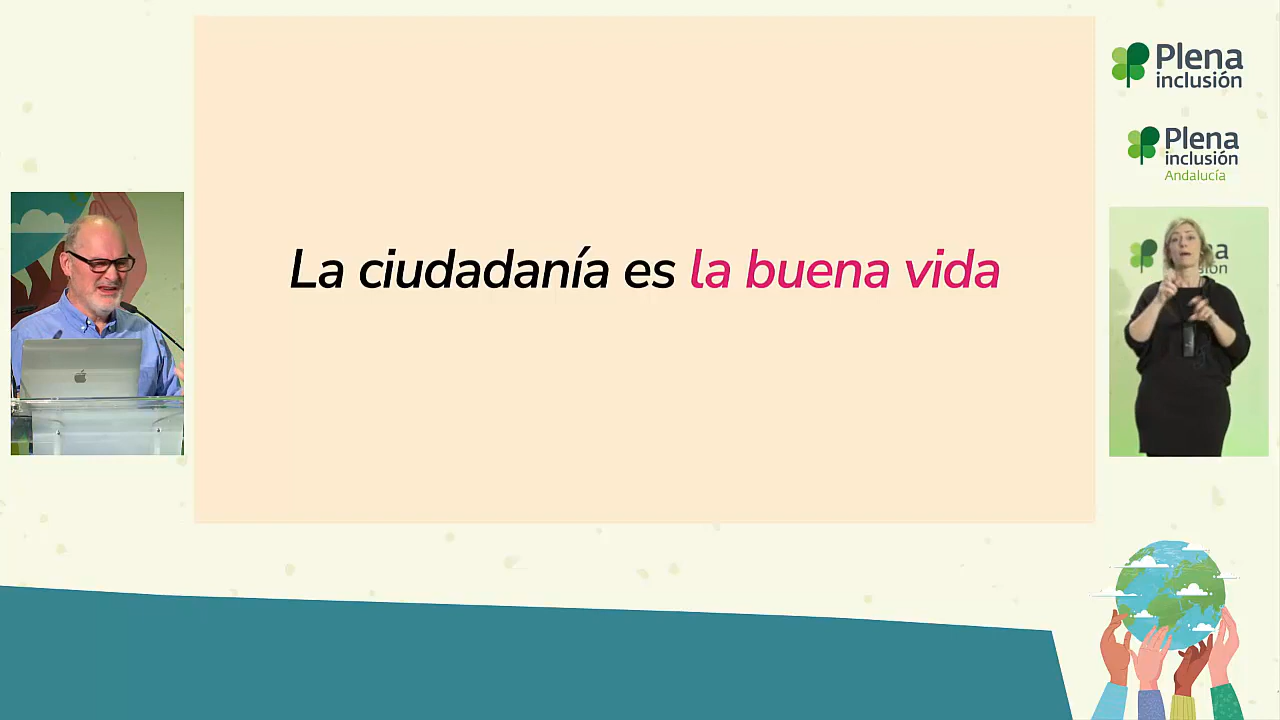 La ciudadanía es la buena vida
Plena
inclusión
Plena
inclusión
Andalucía